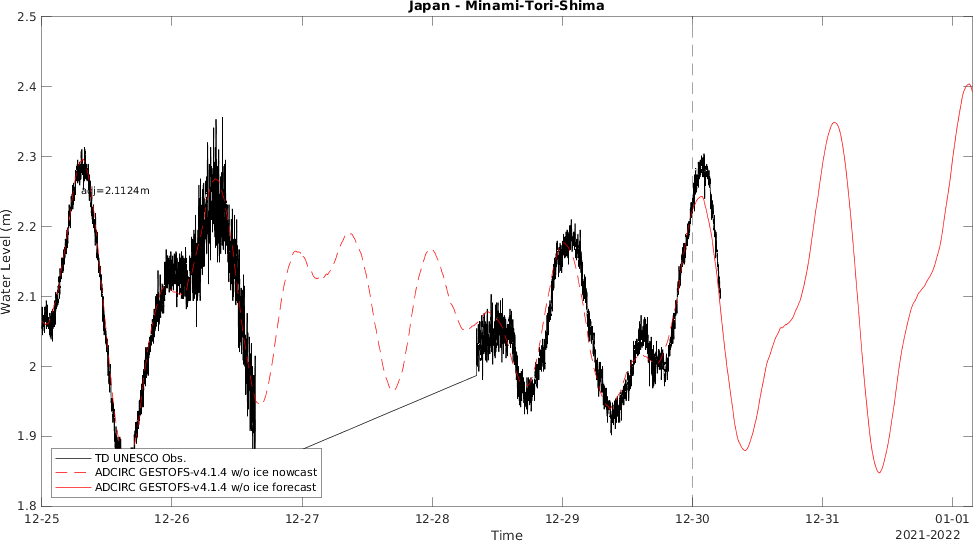 Japan - Minami-Tori-Shima
Water Level (m)
2.5
2.4
2.3
2.2
2.1
2
1.9
1.8
adj=2.1124m
TD UNESCO Obs.
ADCIRC GESTOFS-v4.1.4 w/o ice nowcast
ADCIRC GESTOFS-v4.1.4 w/o ice forecast
12-25 12-26 12-27 12-28 12-29 12-30 12-31 01-01
Time
2021-2022